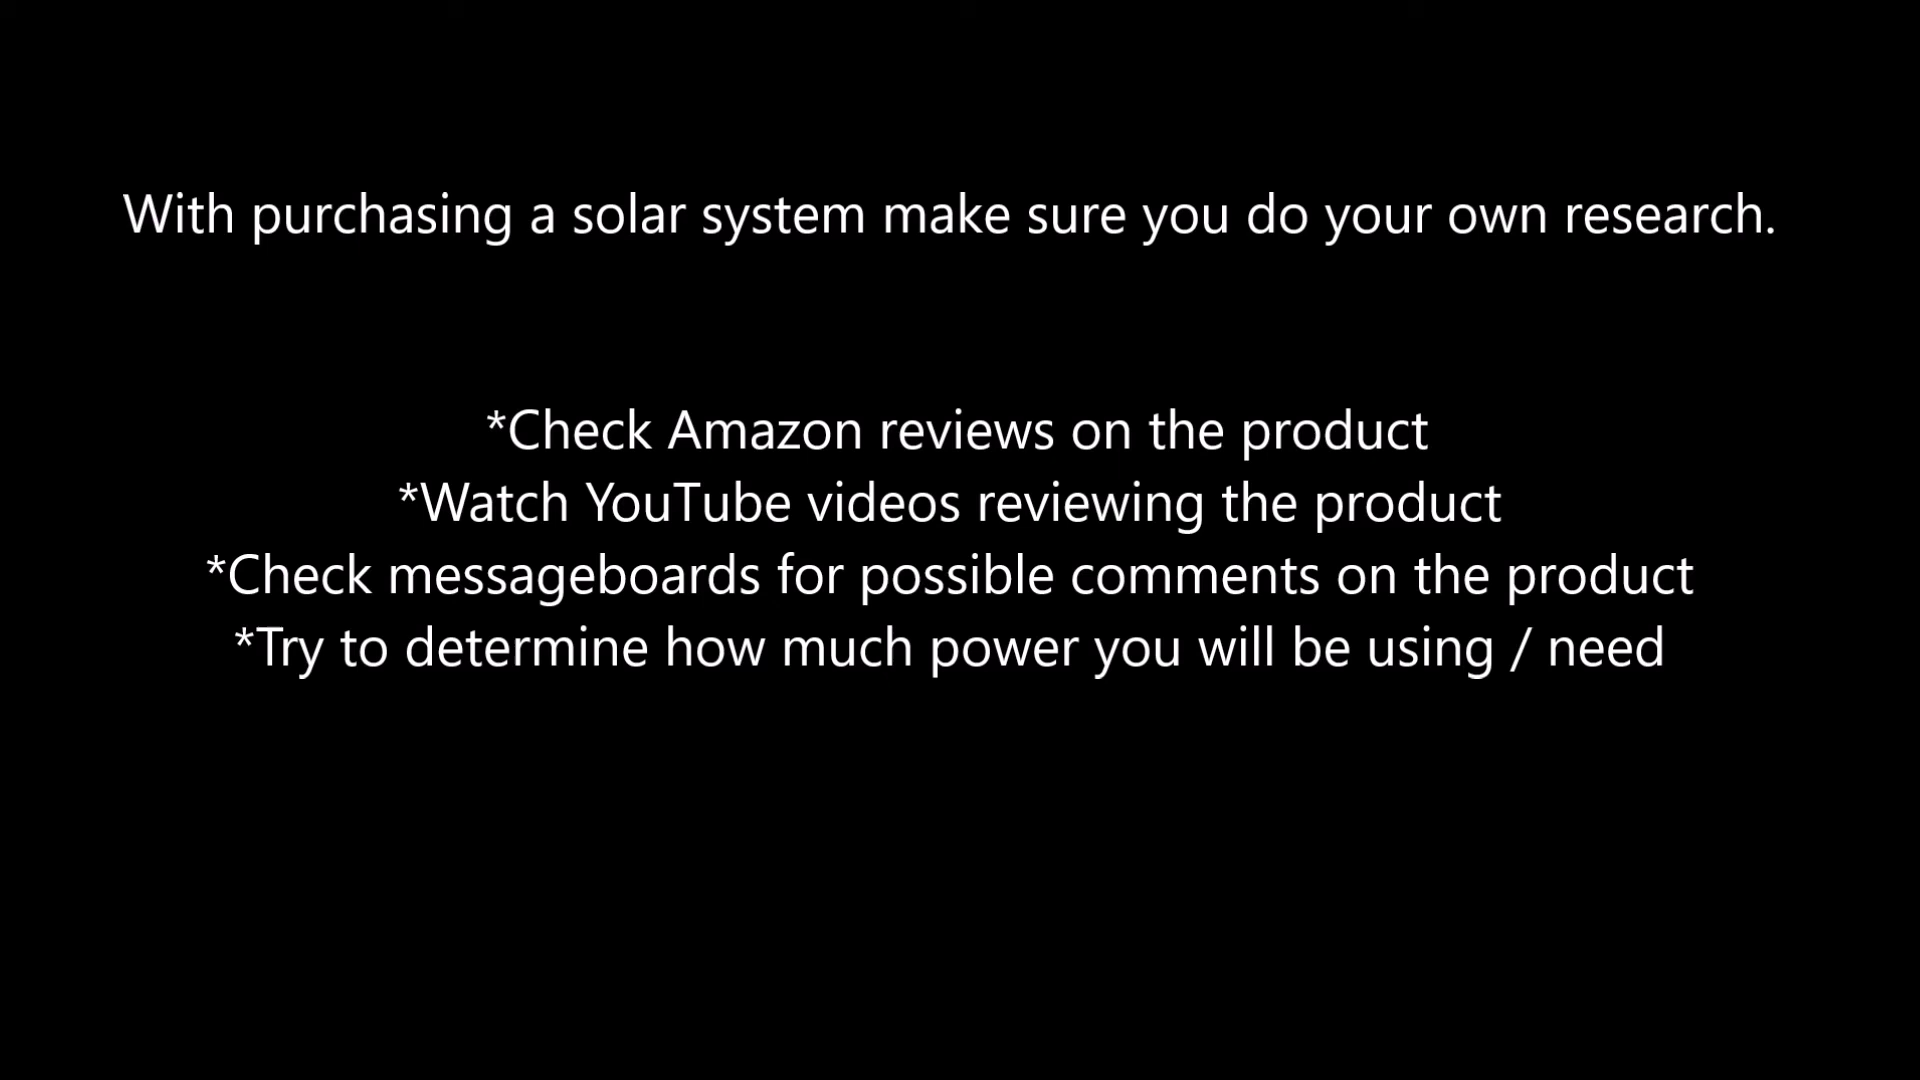 With purchasing a solar system make sure you do your own research.
*Check Amazon reviews on the product
*Watch YouTube videos reviewing the product
*Check messageboards for possible comments on the product
*Try to determine how much power you will be using / need